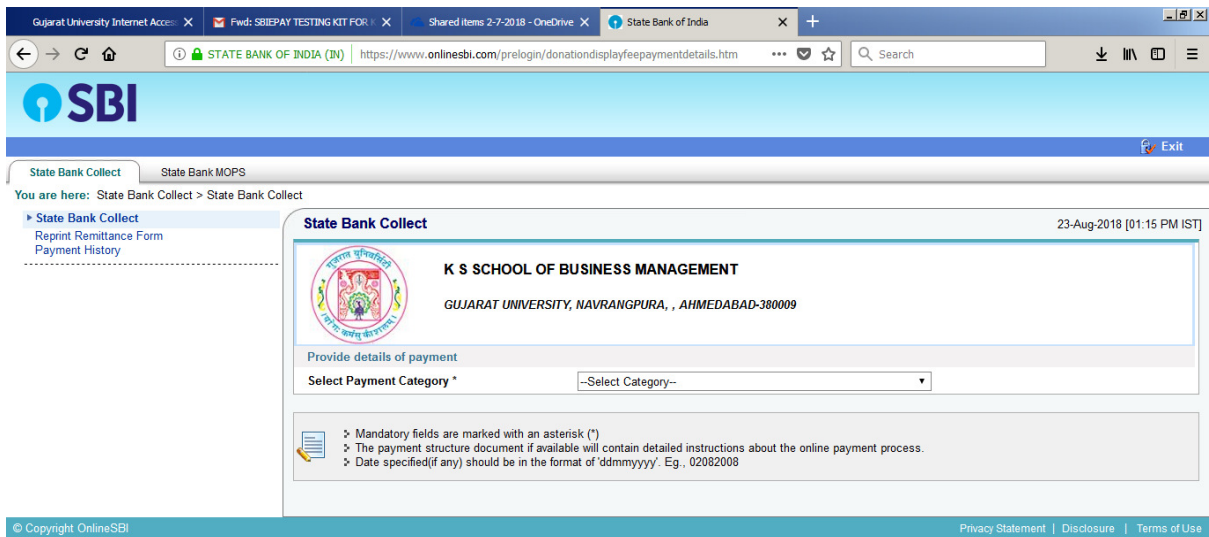 Gujarat University Internet Access
Fwd: SBIEPAY TESTING KIT FOR K
Shared items 2-7-2018 - OneDrive
State Bank of India
STATE BANK OF INDIA (IN)
https://www.onlinesbi.com/prelogin/donationdisplayfeepaymentdetails.htm
Search
SBI
Exit
State Bank Collect
State Bank MOPS
You are here: State Bank Collect > State Bank Collect
State Bank Collect
Reprint Remittance Form
Payment History
State Bank Collect
23-Aug-2018 [01:15 PM IST]
गुजरात युनिवर्सिटी
योगः कर्मसु कौशलम्
K S SCHOOL OF BUSINESS MANAGEMENT
GUJARAT UNIVERSITY, NAVRANGPURA, , AHMEDABAD-380009
Provide details of payment
Select Payment Category *
--Select Category--
Mandatory fields are marked with an asterisk (*)
The payment structure document if available will contain detailed instructions about the online payment process.
Date specified(if any) should be in the format of 'ddmmyyyy'. Eg., 02082008
© Copyright OnlineSBI
Privacy Statement | Disclosure | Terms of Use